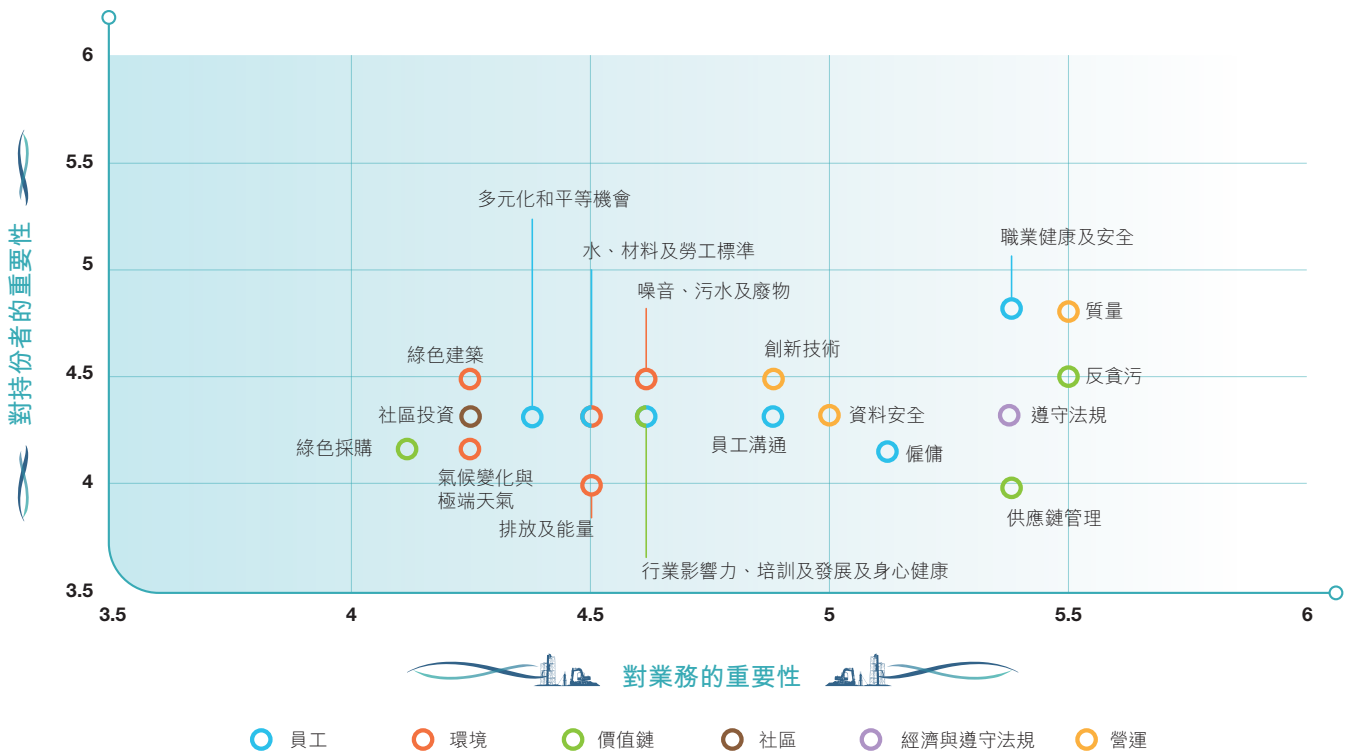 對持份者的重要性
6
5.5
5
4.5
4
3.5
多元化和平等機會
水、材料及勞工標準
噪音、污水及廢物
職業健康及安全
質量
綠色建築
創新技術
反貪污
社區投資
資料安全
遵守法規
綠色採購
員工溝通
僱傭
氣候變化與
極端天氣
排放及能量
供應鏈管理
行業影響力、培訓及發展及身心健康
3.5
4
4.5
5
5.5
6
對業務的重要性
員工
環境
價值鏈
社區
經濟與遵守法規
營運